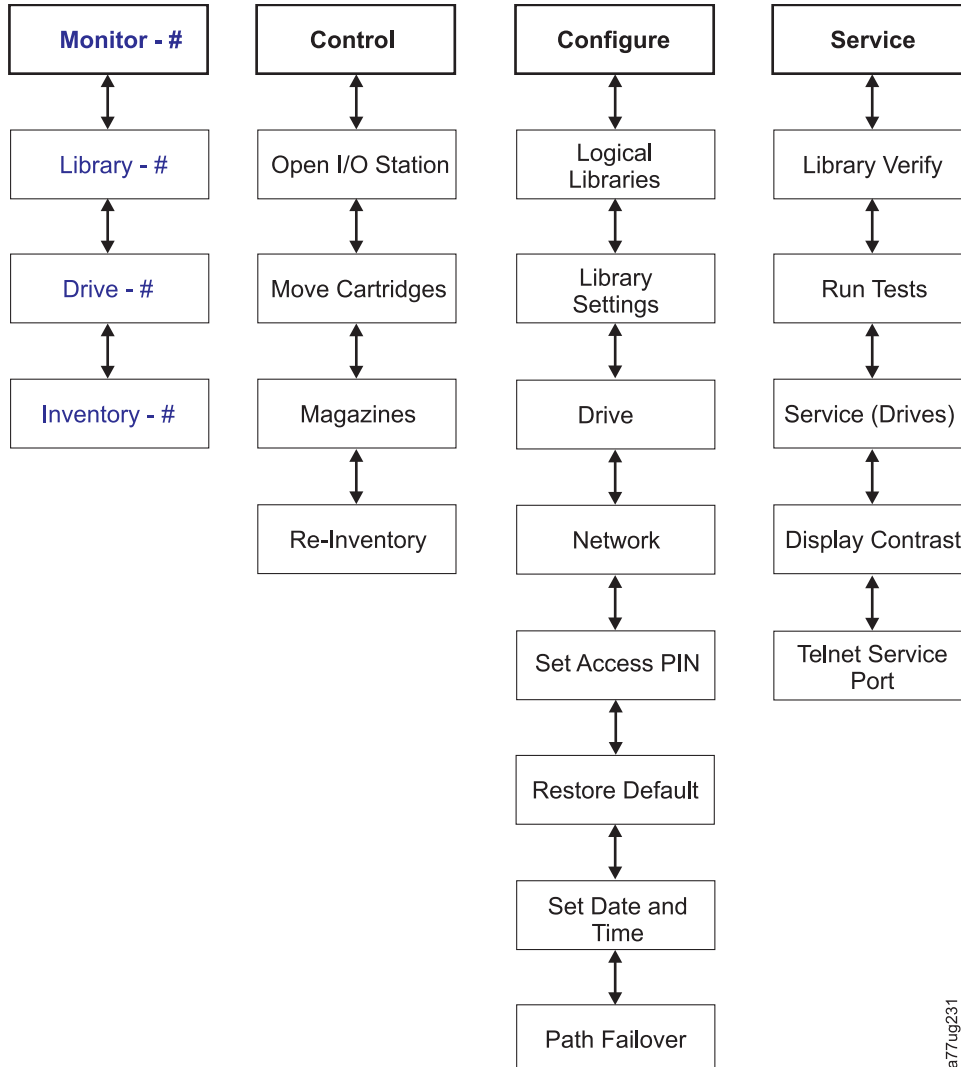 Monitor - #
Library - #
Drive - #
Inventory - #
Control
Open I/O Station
Move Cartridges
Magazines
Re-Inventory
Configure
Logical
Libraries
Library
Settings
Drive
Network
Set Access PIN
Restore Default
Set Date and
Time
Path Failover
Service
Library Verify
Run Tests
Service (Drives)
Display Contrast
Telnet Service
Port
a77ug231